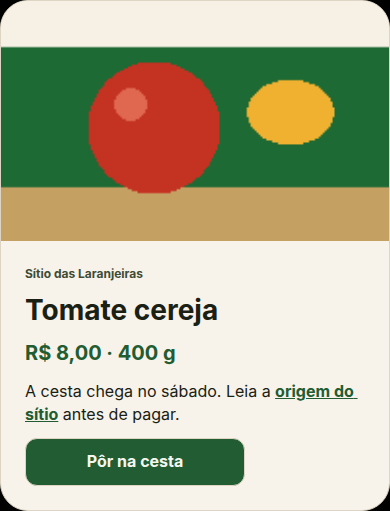 Sítio das Laranjeiras
Tomate cereja
R$ 8,00 · 400 g
A cesta chega no sábado. Leia a origem do
sítio antes de pagar.
Pôr na cesta